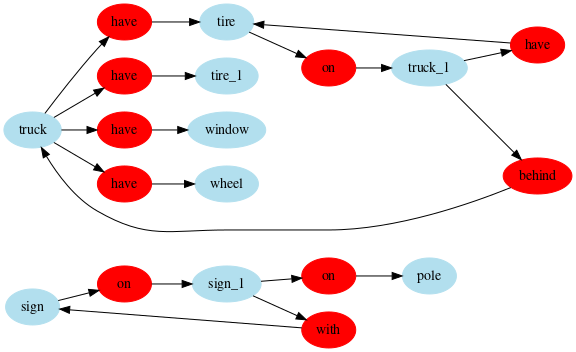 have
tire
have
on
truck_1
have
tire_1
truck
window
have
wheel
behind
on
sign_1
on
pole
sign
with
have